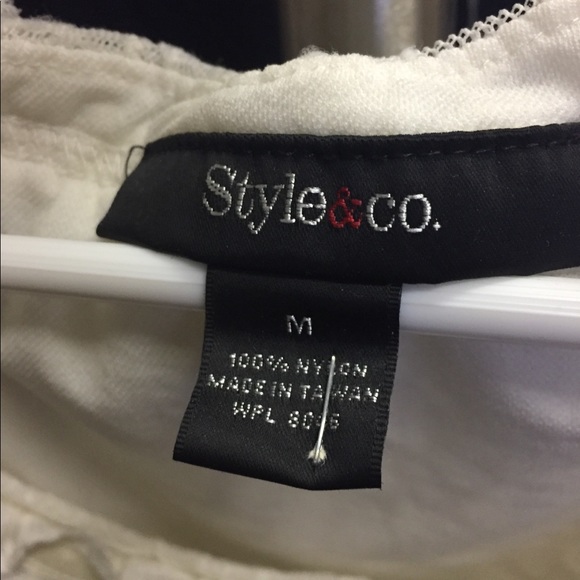 Style&co.
M
100% NYLON
MADE IN TAIWAN
WPL